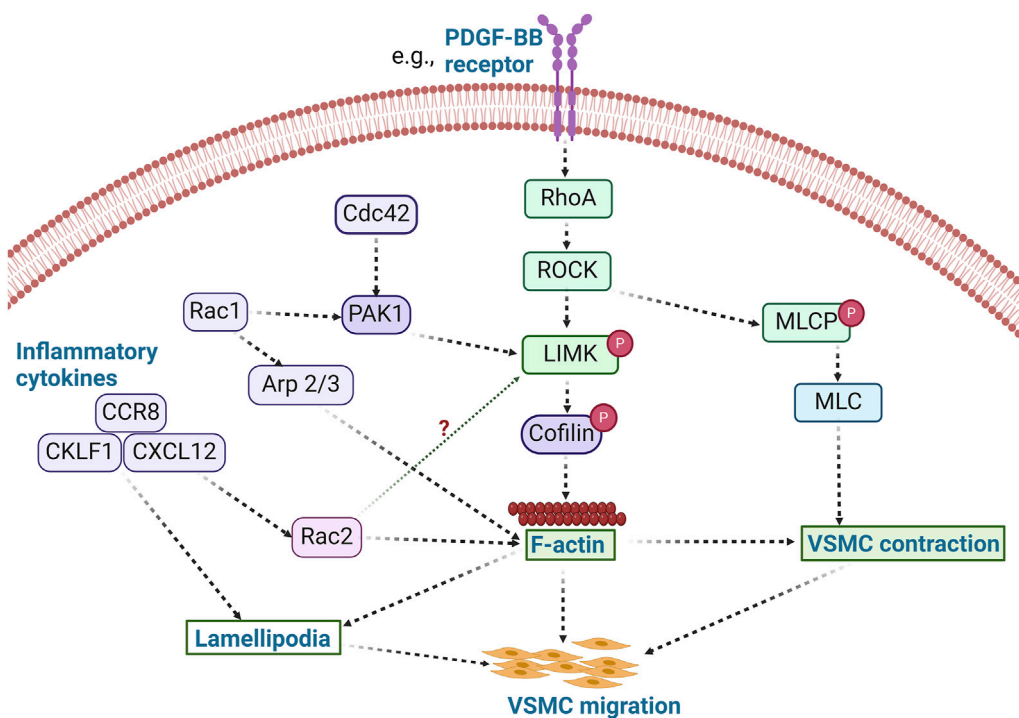 e.g., PDGF-BB
receptor
RhoA
Cdc42
ROCK
Rac1
PAK1
MLCP
P
Inflammatory
cytokines
LIMK
P
Arp 2/3
MLC
CCR8
Cofilin
P
CKLF1
CXCL12
?
Rac2
F-actin
VSMC contraction
Lamellipodia
VSMC migration